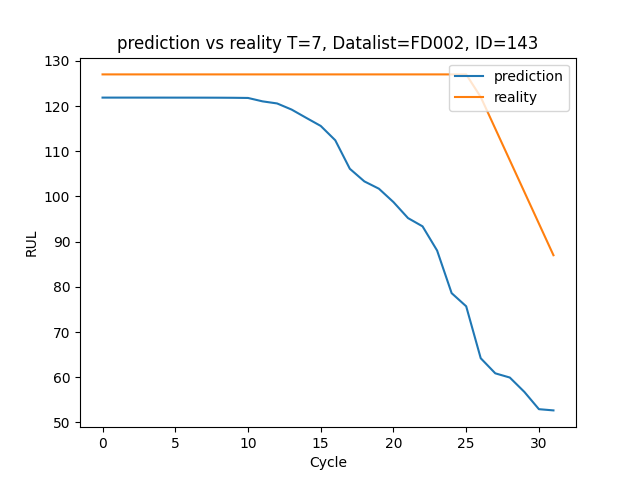 prediction vs reality T=7, Datalist=FD002, ID=143
130
120
110
100
90
80
70
60
50
RUL
prediction
reality
0 5 10 15 20 25 30
Cycle